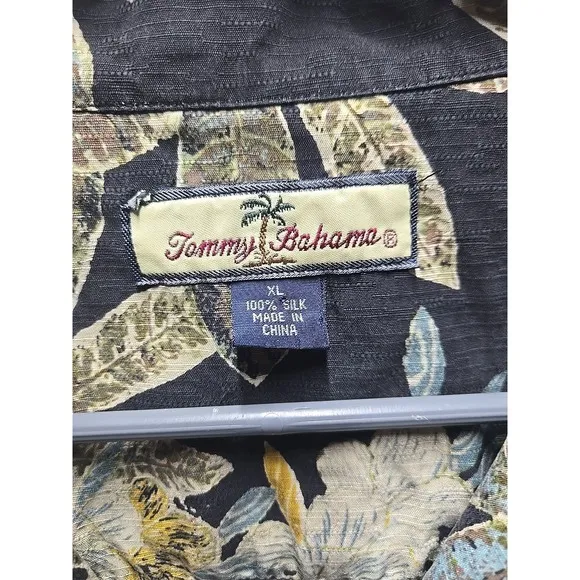 Tommy Bahama®
XL
100% SILK
MADE IN
CHINA